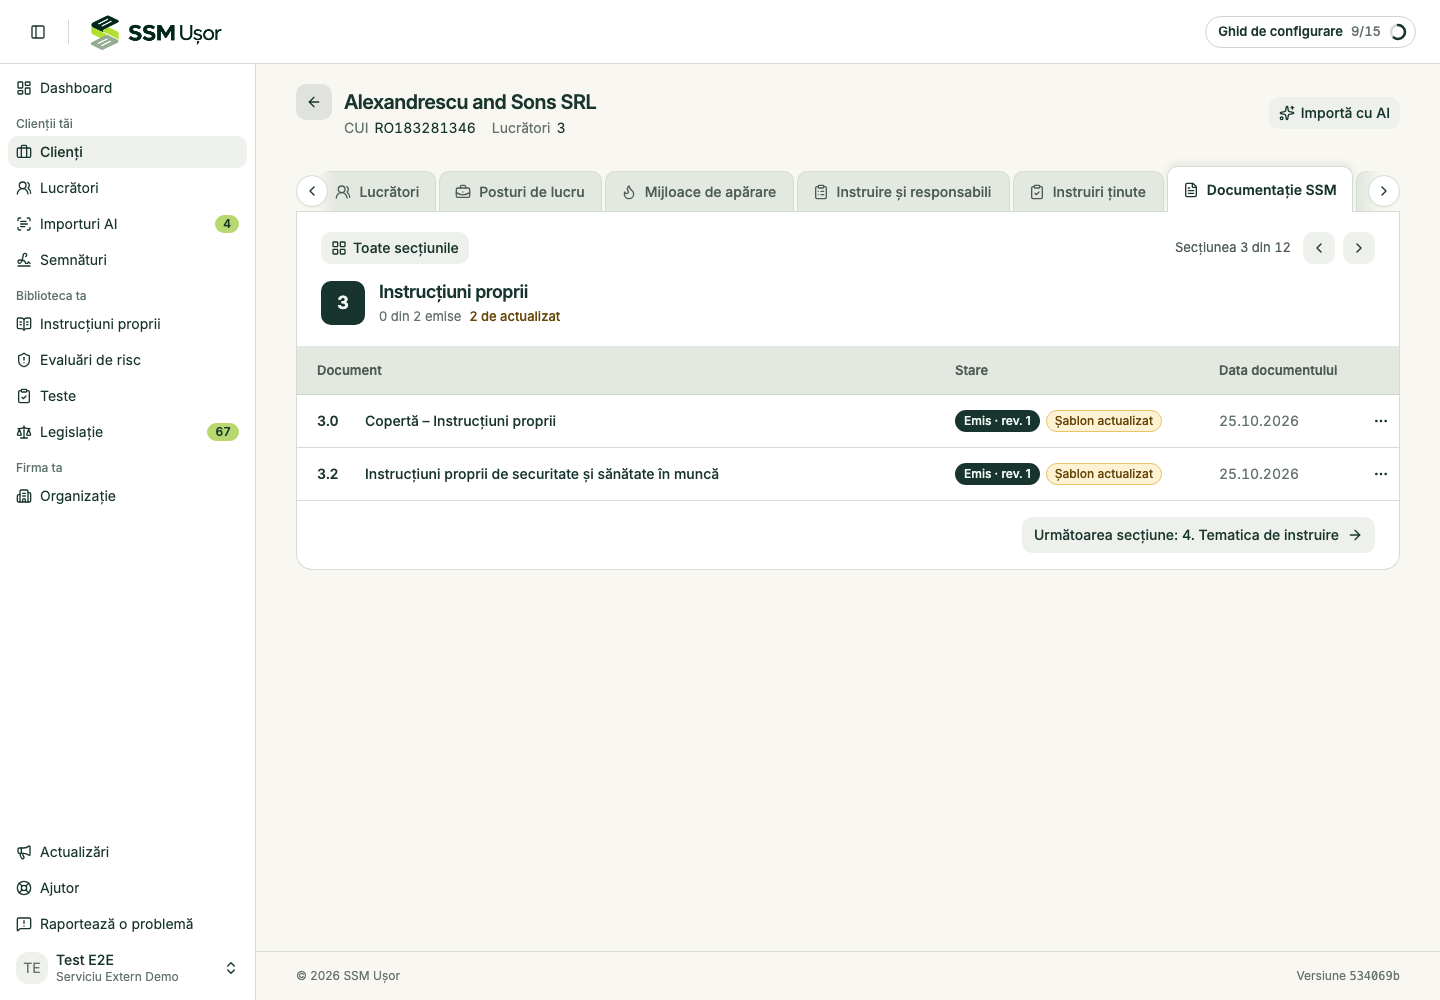 SSM Ușor
Ghid de configurare 9/15
Dashboard
Clienții tăi
Clienți
Lucrători
Importuri AI 4
Semnături
Biblioteca ta
Instrucțiuni proprii
Evaluări de risc
Teste
Legislație 67
Firma ta
Organizație
Actualizări
Ajutor
Raportează o problemă
TE
Test E2E
Serviciu Extern Demo
Alexandrescu and Sons SRL
CUI RO183281346 Lucrători 3
Importă cu AI
Lucrători Posturi de lucru Mijloace de apărare Instruire și responsabili Instruiri ținute Documentație SSM
Toate secțiunile
Secțiunea 3 din 12
3
Instrucțiuni proprii
0 din 2 emise 2 de actualizat
Document Stare Data documentului
3.0 Copertă – Instrucțiuni proprii Emis · rev. 1 Șablon actualizat 25.10.2026
3.2 Instrucțiuni proprii de securitate și sănătate în muncă Emis · rev. 1 Șablon actualizat 25.10.2026
Următoarea secțiune: 4. Tematica de instruire
© 2026 SSM Ușor
Versiune 534069b